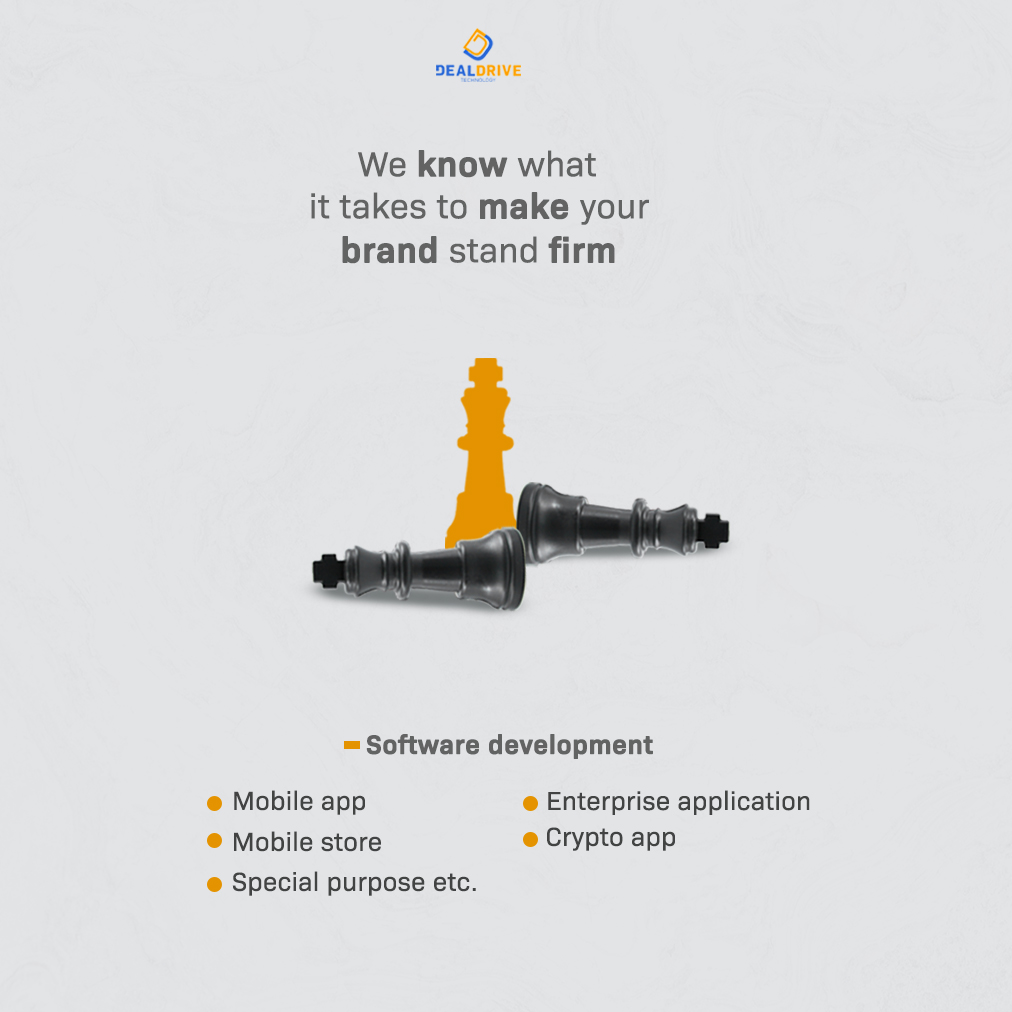 DEALDRIVE
TECHNOLOGY
We know what
it takes to make your
brand stand firm
Software development
Mobile app
Mobile store
Special purpose etc.
Enterprise application
Crypto app